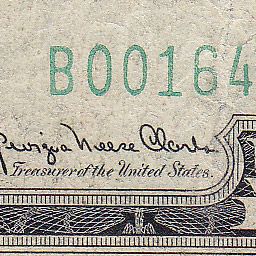 B00164
Georgia Neese Clark
Treasurer of the United States.